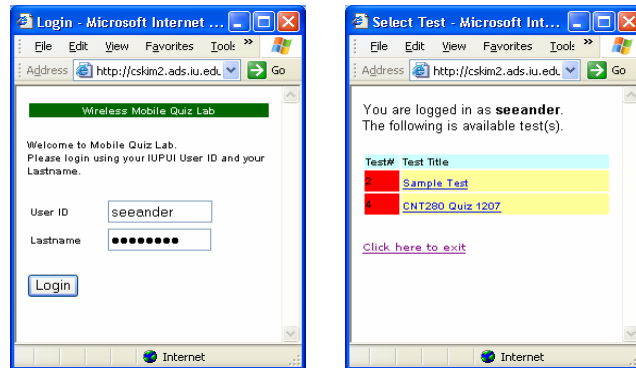 Login - Microsoft Internet ...
File Edit View Favorites Tools »
Address http://cskim2.ads.iu.edu Go
Wireless Mobile Quiz Lab
Welcome to Mobile Quiz Lab.
Please login using your IUPUI User ID and your
Lastname.
User ID seeander
Lastname ●●●●●●●●
Login
Internet
Select Test - Microsoft Int...
File Edit View Favorites Tools »
Address http://cskim2.ads.iu.edu Go
You are logged in as seeander.
The following is available test(s).
Test# Test Title
2 Sample Test
4 CNT280 Quiz 1207
Click here to exit
Internet